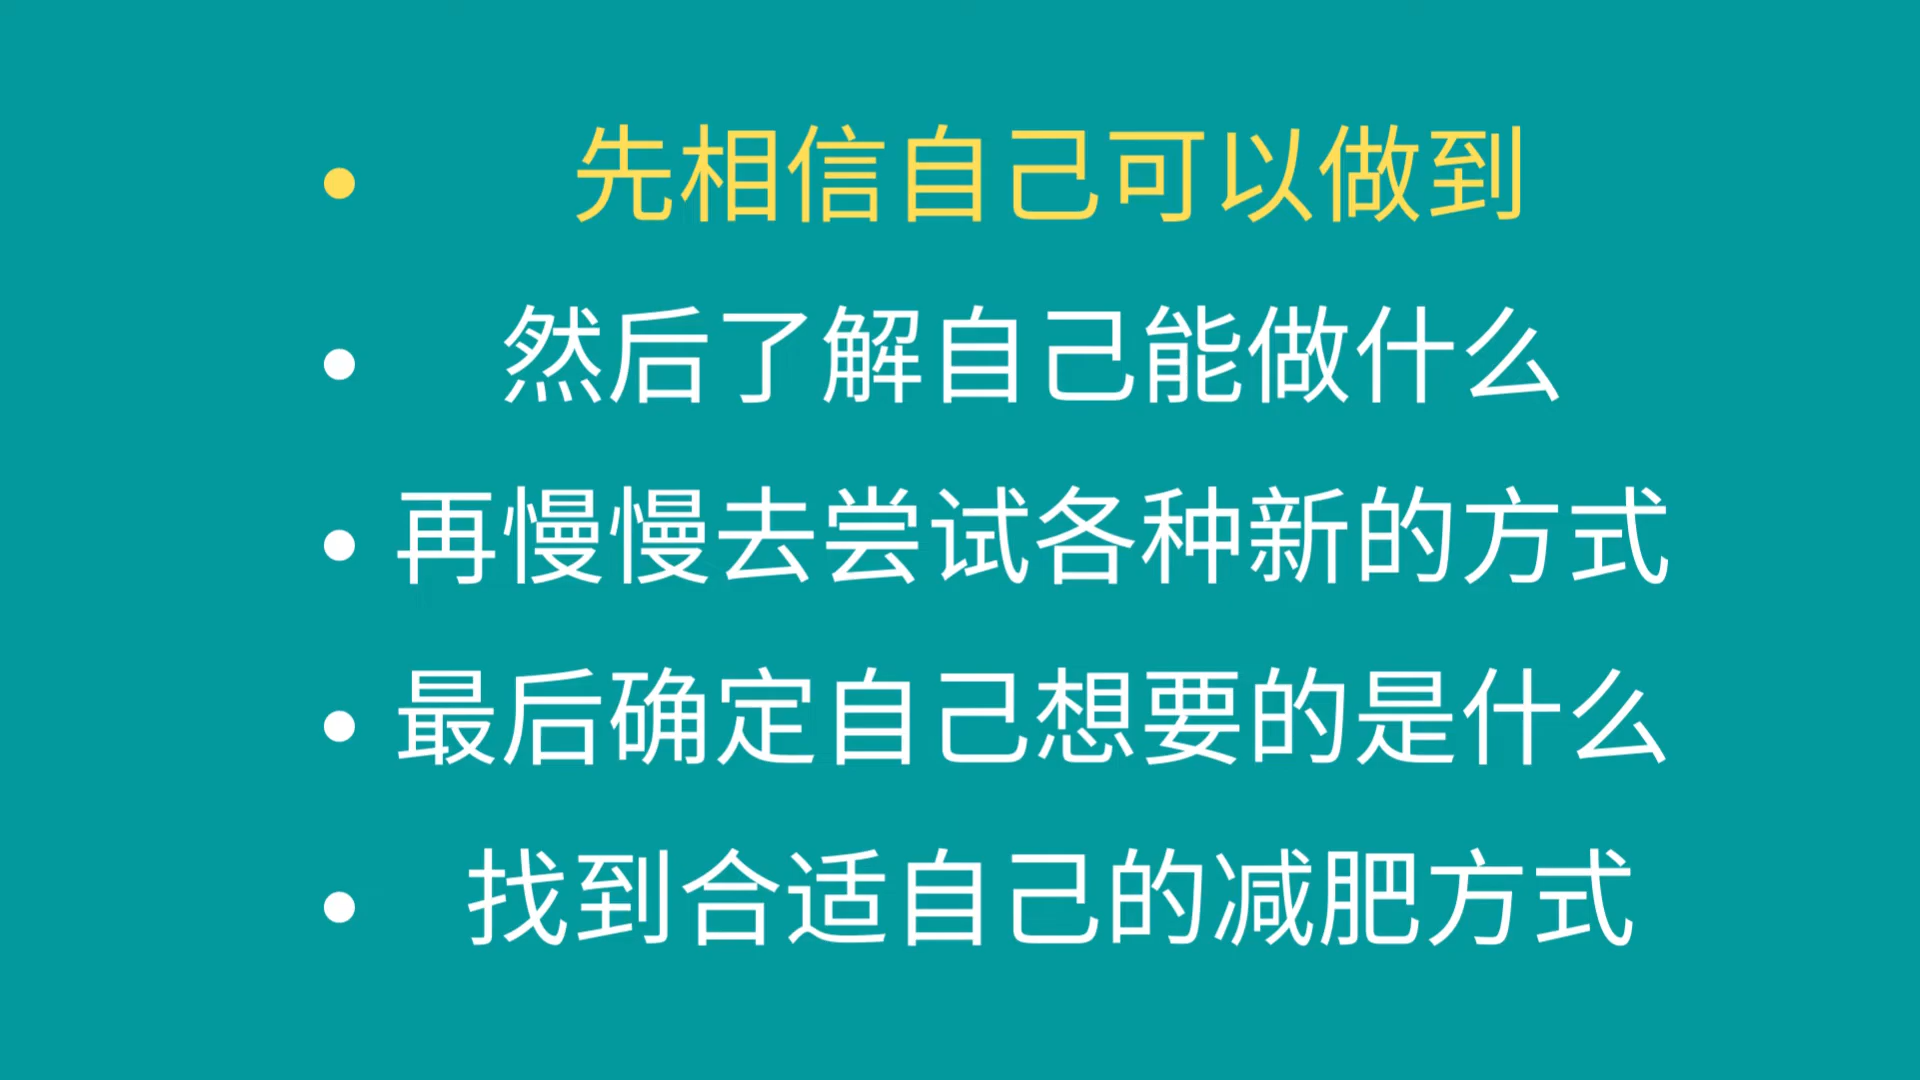 • 先相信自己可以做到
• 然后了解自己能做什么
• 再慢慢去尝试各种新的方式
• 最后确定自己想要的是什么
• 找到合适自己的减肥方式